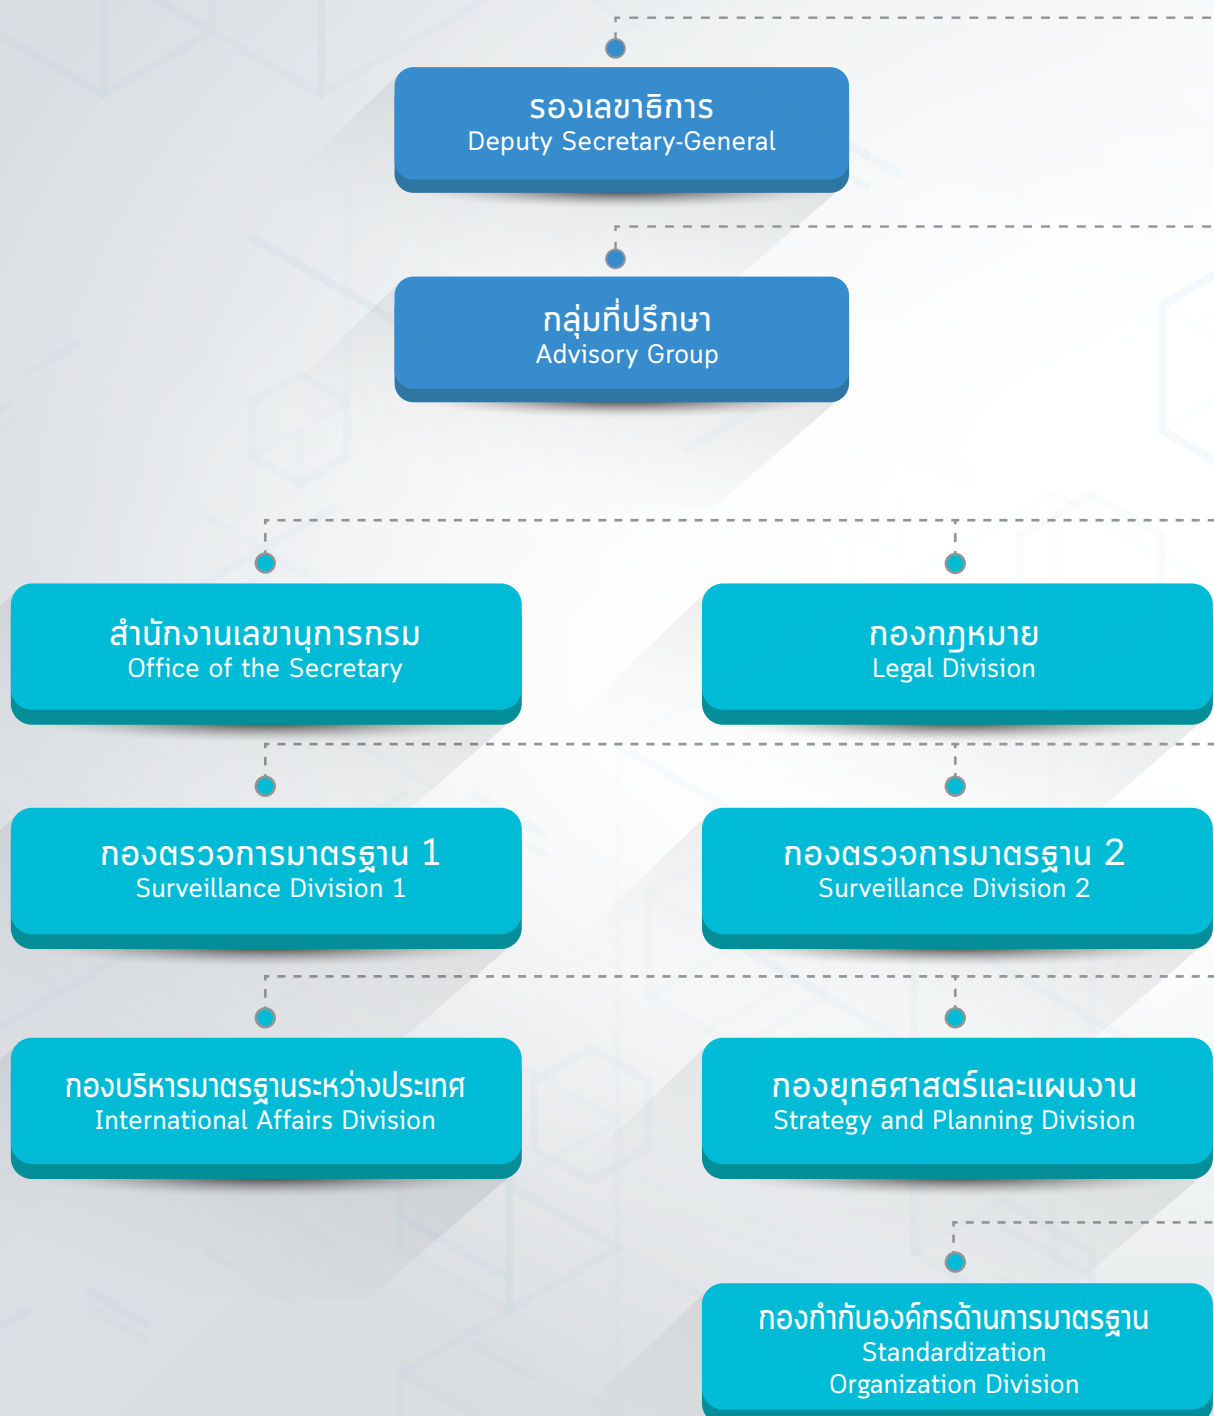 รองเลขาธิการ
Deputy Secretary-General
กลุ่มที่ปรึกษา
Advisory Group
สำนักงานเลขานุการกรม
Office of the Secretary
กองกฎหมาย
Legal Division
กองตรวจการมาตรฐาน 1
Surveillance Division 1
กองตรวจการมาตรฐาน 2
Surveillance Division 2
กองบริหารมาตรฐานระหว่างประเทศ
International Affairs Division
กองยุทธศาสตร์และแผนงาน
Strategy and Planning Division
กองกำกับองค์กรด้านการมาตรฐาน
Standardization
Organization Division